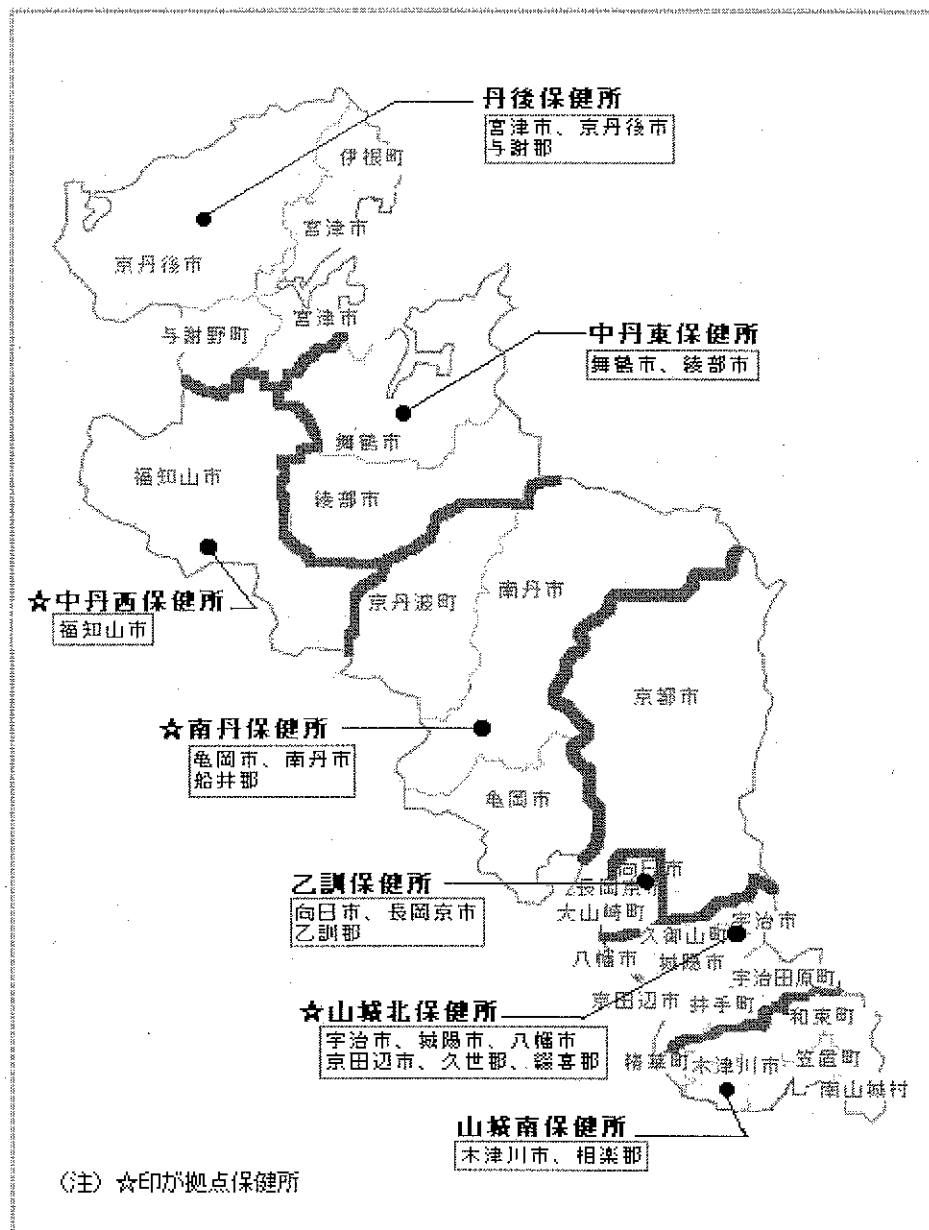 丹後保健所
宮津市、京丹後市
与謝郡
伊根町
宮津市
京丹後市
宮津市
与謝野町
中丹東保健所
舞鶴市、綾部市
舞鶴市
福知山市
綾部市
南丹市
京丹波町
☆中丹西保健所
福知山市
京都市
☆南丹保健所
亀岡市、南丹市
船井郡
亀岡市
向日市
乙訓保健所
長岡京市
向日市、長岡京市
乙訓郡
大山崎町
宇治市
久御山町
八幡市
城陽市
宇治田原町
京田辺市
井手町
☆山城北保健所
和束町
宇治市、城陽市、八幡市
京田辺市、久世郡、綴喜郡
精華町
木津川市
笠置町
南山城村
山城南保健所
木津川市、相楽郡
(注) ☆印が拠点保健所